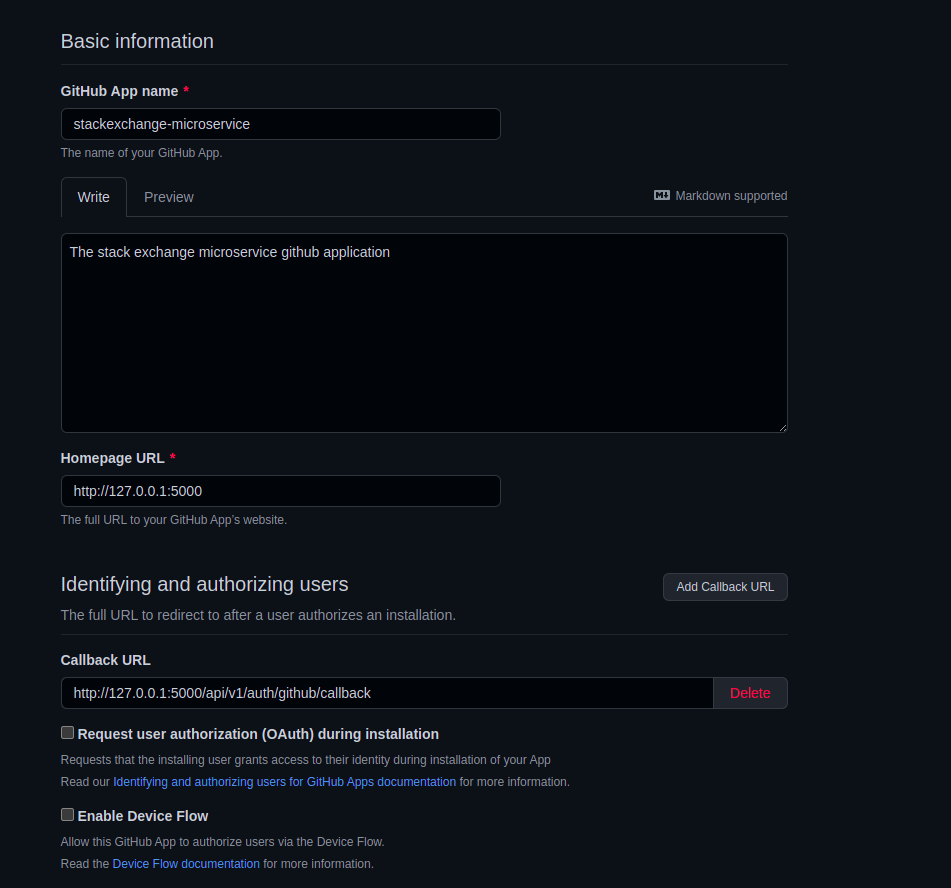 Basic information
GitHub App name *
stackexchange-microservice
The name of your GitHub App.
Write Preview Markdown supported
The stack exchange microservice github application
Homepage URL *
http://127.0.0.1:5000
The full URL to your GitHub App's website.
Identifying and authorizing users Add Callback URL
The full URL to redirect to after a user authorizes an installation.
Callback URL
http://127.0.0.1:5000/api/v1/auth/github/callback Delete
Request user authorization (OAuth) during installation
Requests that the installing user grants access to their identity during installation of your App
Read our Identifying and authorizing users for GitHub Apps documentation for more information.
Enable Device Flow
Allow this GitHub App to authorize users via the Device Flow.
Read the Device Flow documentation for more information.